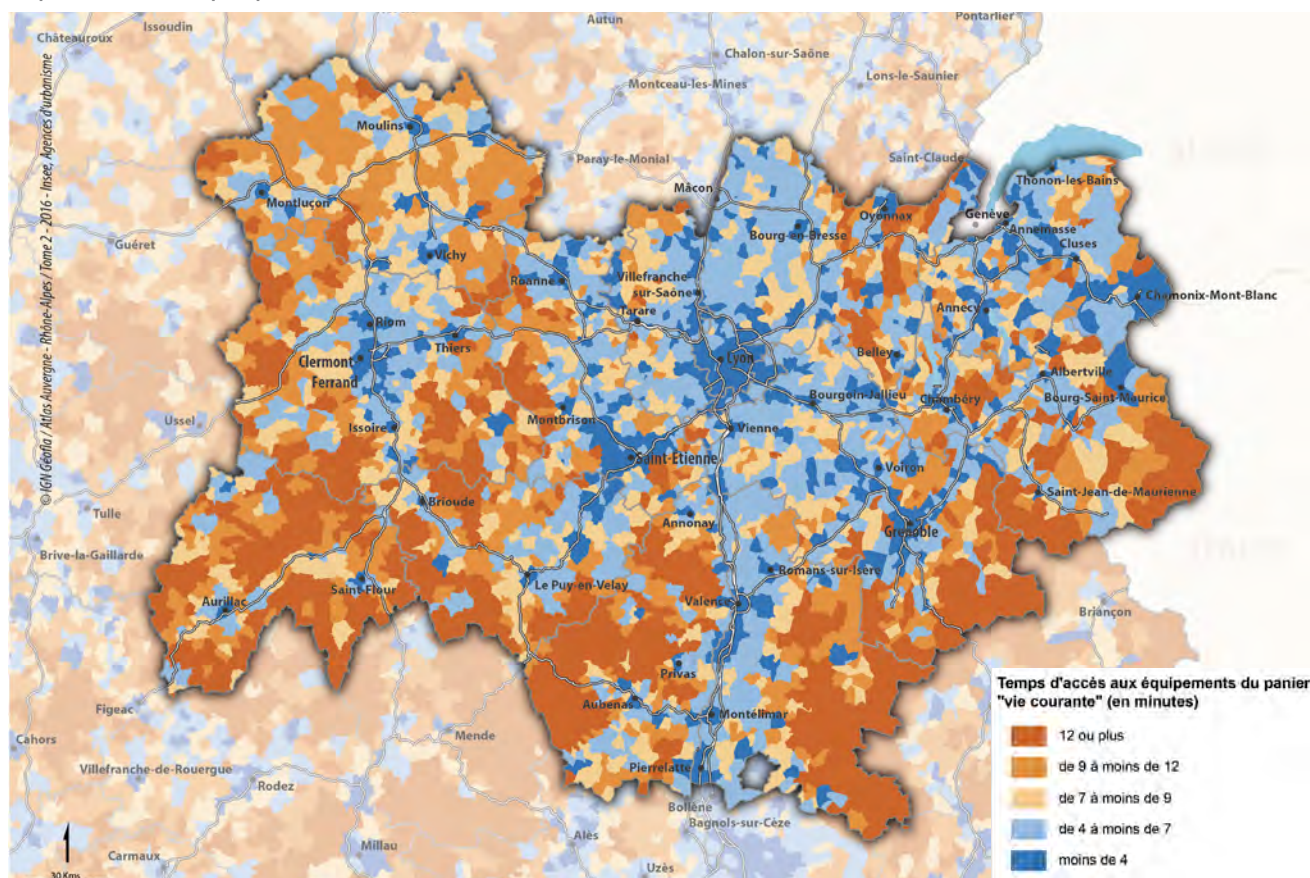 © IGN Géofla / Atlas Auvergne - Rhône-Alpes / Tome 2 - 2016 - Insee, Agences d'urbanisme
Issoudin
Autun
Pontarlier
Châteauroux
Chalon-sur-Saône
Lons-le-Saunier
Montceau-les-Mines
Moulins
Paray-le-Monial
Saint-Claude
Mâcon
Thonon-les-Bains
Montluçon
Oyonnax
Genève
Annemasse
Guéret
Bourg-en-Bresse
Cluses
Vichy
Roanne
Villefranche
sur-Saône
Chamonix-Mont-Blanc
Tarare
Annecy
Riom
Thiers
Clermont
Ferrand
Lyon
Belley
Albertville
Bourg-Saint-Maurice
Bourgoin-Jallieu
Chambéry
Ussel
Montbrison
Issoire
Vienne
Saint-Etienne
Voiron
Brioude
Saint-Jean-de-Maurienne
Tulle
Annonay
Grenoble
Brive-la-Gaillarde
Le Puy-en-Velay
Romans-sur-Isère
Saint-Flour
Aurillac
Valence
Briançon
Privas
Figeac
Aubenas
Montélimar
Cahors
Mende
Villefranche-de-Rouergue
Pierrelatte
Rodez
Bollène
Bagnols-sur-Cèze
Alès
Millau
Carmaux
Uzès
30 Kms
Temps d'accès aux équipements du panier
"vie courante" (en minutes)
12 ou plus
de 9 à moins de 12
de 7 à moins de 9
de 4 à moins de 7
moins de 4